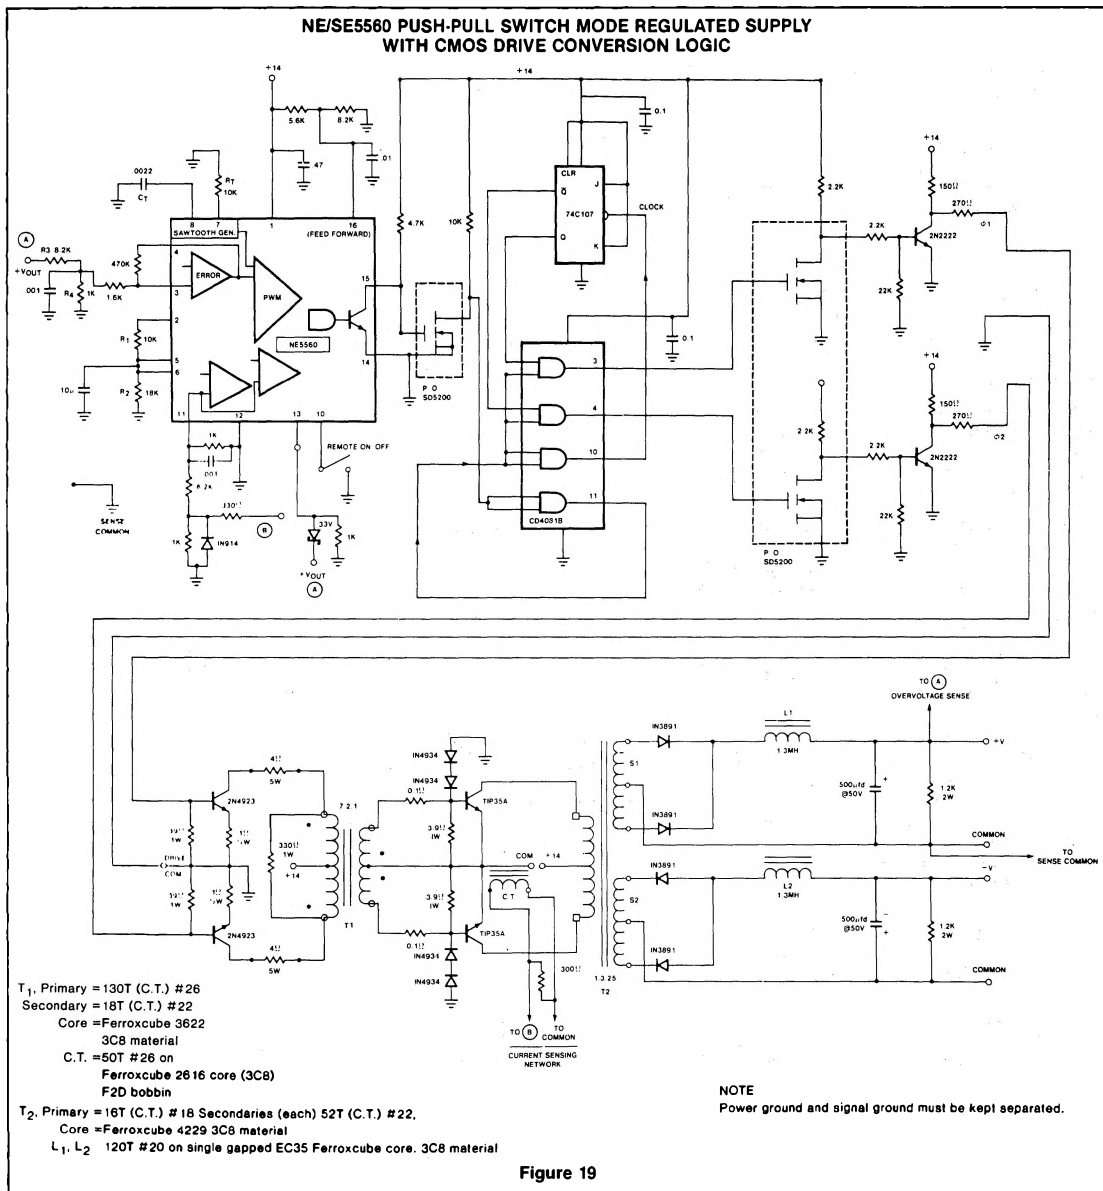 NE/SE5560 PUSH-PULL SWITCH MODE REGULATED SUPPLY
WITH CMOS DRIVE CONVERSION LOGIC
+14
+14
5.6K
8.2K
.47
.01
0.1
.0022
CT
RT
10K
8
7
1
16
SAWTOOTH GEN.
(FEED FORWARD)
A
R3 8.2K
+VOUT
.001
R4
1K
1.6K
470K
4
3
ERROR
PWM
NE5560
15
14
2
R1
10K
5
6
10µ
R2
18K
11
12
13
10
4.7K
10K
P O
SD5200
CLR
Q̅
J
74C107
CLOCK
Q
K
0.1
3
4
10
11
CD4081B
2.2K
2.2K
P O
SD5200
2.2K
22K
2N2222
+14
150Ω
270Ω
Φ1
2.2K
22K
2N2222
+14
150Ω
270Ω
Φ2
1K
.001
8.2K
330Ω
B
1K
IN914
REMOTE ON OFF
33V
1K
+VOUT
A
SENSE
COMMON
2N4923
4Ω
5W
39Ω
1W
1Ω
½W
DRIVE
COM
39Ω
1W
1Ω
½W
2N4923
4Ω
5W
330Ω
1W
+14
7.2.1
T1
IN4934
IN4934
0.1Ω
TIP35A
3.9Ω
IW
COM
+14
C.T
3.9Ω
IW
0.1Ω
TIP35A
IN4934
IN4934
300Ω
TO B
TO
COMMON
CURRENT SENSING
NETWORK
1.3.25
T2
S1
IN3891
IN3891
L1
1.3MH
TO A
OVERVOLTAGE SENSE
+V
500µfd
@50V
+
1.2K
2W
COMMON
TO
SENSE COMMON
S2
IN3891
IN3891
L2
1.3MH
−V
500µfd
@50V
−
+
1.2K
2W
COMMON
T1, Primary = 130T (C.T.) #26
Secondary = 18T (C.T.) #22
Core =Ferroxcube 3622
3C8 material
C.T. =50T #26 on
Ferroxcube 2616 core (3C8)
F2D bobbin
T2, Primary = 16T (C.T.) #18 Secondaries (each) 52T (C.T.) #22,
Core =Ferroxcube 4229 3C8 material
L1, L2 120T #20 on single gapped EC35 Ferroxcube core. 3C8 material
NOTE
Power ground and signal ground must be kept separated.
Figure 19